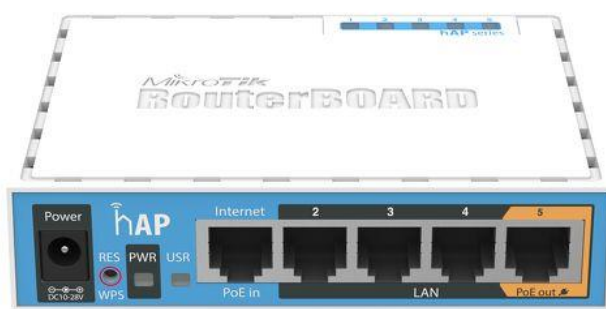 1 2 3 4 5
hAP series
MikroTik
RouterBOARD
Power
hAP
Internet
2 3 4 5
RES PWR USR
DC10-28V
WPS
PoE in
LAN
PoE out